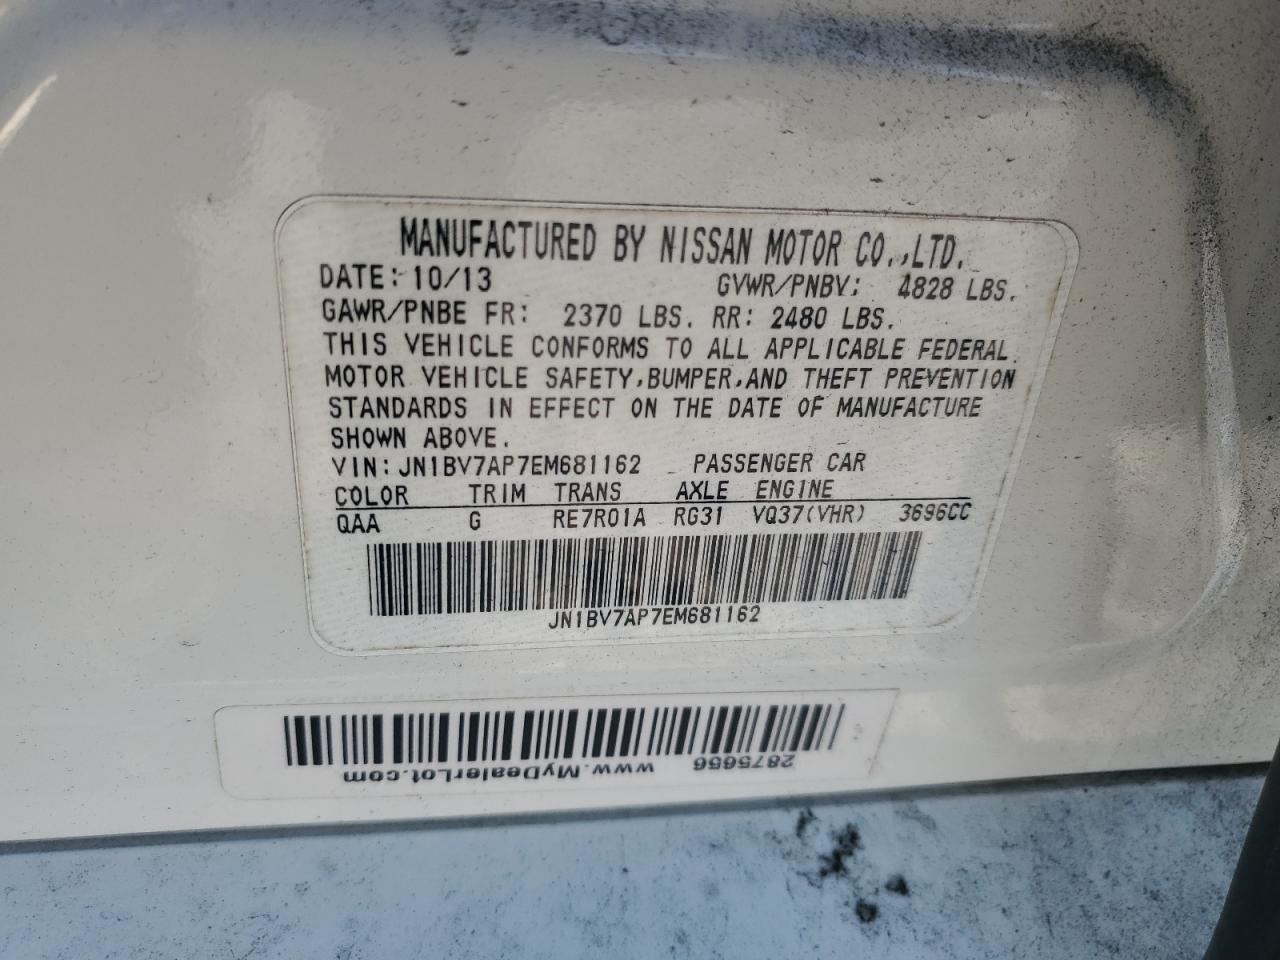 MANUFACTURED BY NISSAN MOTOR CO.,LTD.
DATE: 10/13 GVWR/PNBV: 4828 LBS.
GAWR/PNBE FR: 2370 LBS. RR: 2480 LBS.
THIS VEHICLE CONFORMS TO ALL APPLICABLE FEDERAL
MOTOR VEHICLE SAFETY,BUMPER,AND THEFT PREVENTION
STANDARDS IN EFFECT ON THE DATE OF MANUFACTURE
SHOWN ABOVE.
VIN: JN1BV7AP7EM681162 PASSENGER CAR
COLOR TRIM TRANS AXLE ENGINE
QAA G RE7R01A RG31 VQ37(VHR) 3696CC
JN1BV7AP7EM681162
2875656 www.MyDealerLot.com